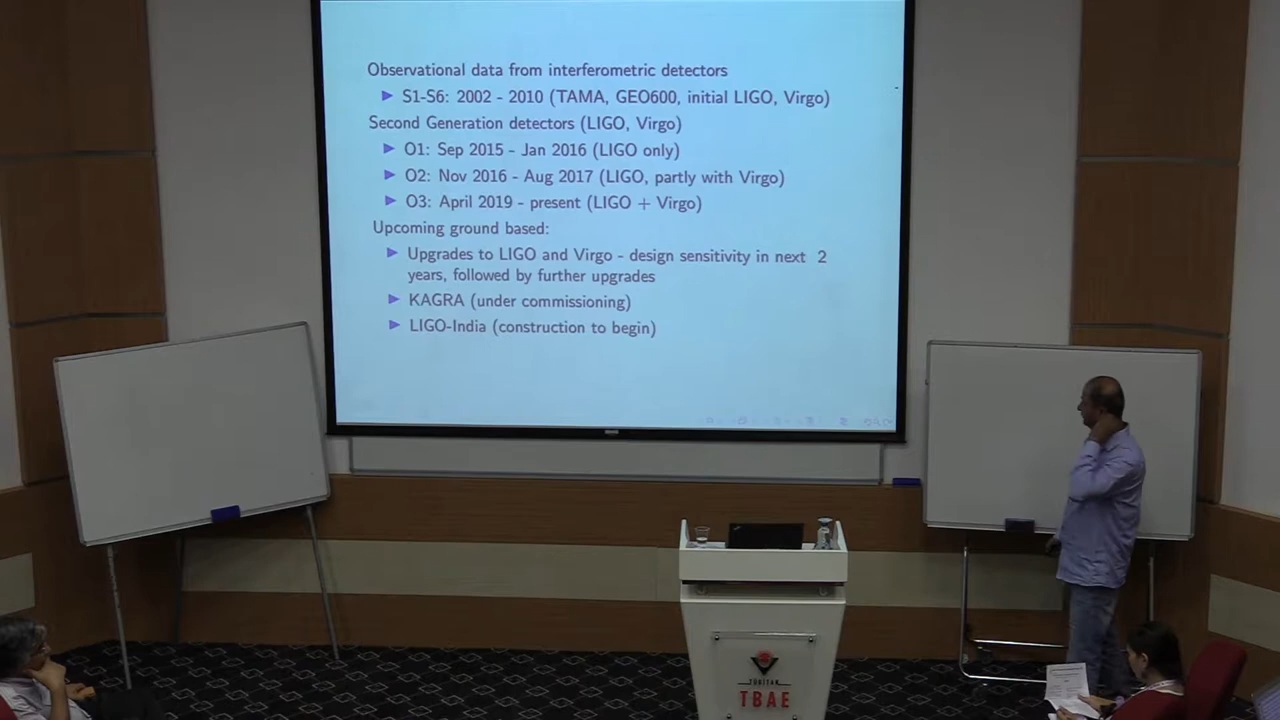 Observational data from interferometric detectors
S1-S6: 2002 - 2010 (TAMA, GEO600, initial LIGO, Virgo)
Second Generation detectors (LIGO, Virgo)
O1: Sep 2015 - Jan 2016 (LIGO only)
O2: Nov 2016 - Aug 2017 (LIGO, partly with Virgo)
O3: April 2019 - present (LIGO + Virgo)
Upcoming ground based:
Upgrades to LIGO and Virgo - design sensitivity in next 2
years, followed by further upgrades
KAGRA (under commissioning)
LIGO-India (construction to begin)
TÜBİTAK
TBAE